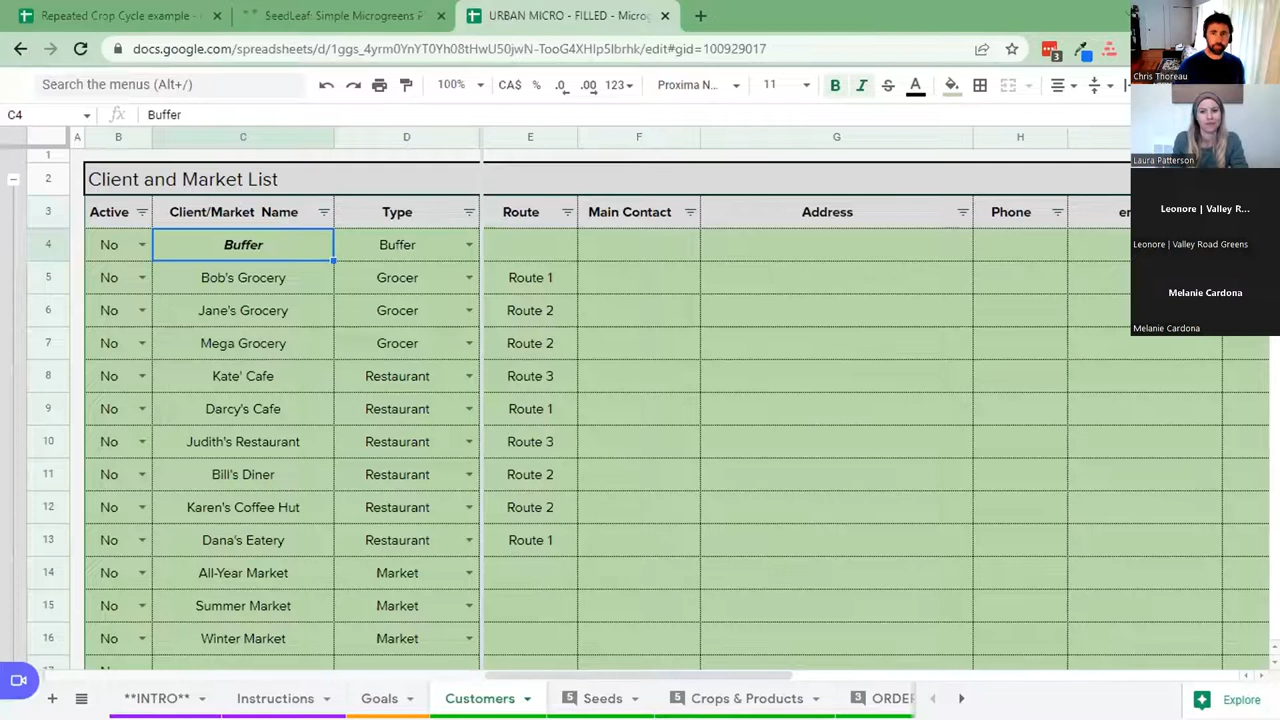 Repeated Crop Cycle example - ×
SeedLeaf: Simple Microgreens P ×
URBAN MICRO - FILLED - Microg ×
docs.google.com/spreadsheets/d/1ggs_4yrm0YtYT0Yh08tHwU50jwN-TooG4XHlp5lbrhk/edit#gid=100929017
3
Search the menus (Alt+/)
100%
CA$ % .0 .00 123
Proxima N...
11
B I S A
C4
fx
Buffer
A B C D E F G H
1
2 Client and Market List
3 Active Client/Market Name Type Route Main Contact Address Phone
4 No Buffer Buffer
5 No Bob's Grocery Grocer Route 1
6 No Jane's Grocery Grocer Route 2
7 No Mega Grocery Grocer Route 2
8 No Kate' Cafe Restaurant Route 3
9 No Darcy's Cafe Restaurant Route 1
10 No Judith's Restaurant Restaurant Route 3
11 No Bill's Diner Restaurant Route 2
12 No Karen's Coffee Hut Restaurant Route 2
13 No Dana's Eatery Restaurant Route 1
14 No All-Year Market Market
15 No Summer Market Market
16 No Winter Market Market
**INTRO** Instructions Goals Customers 5 Seeds 5 Crops & Products 3 ORDER
Explore
Chris Thoreau
Laura Patterson
Leonore | Valley R...
Leonore | Valley Road Greens
Melanie Cardona
Melanie Cardona